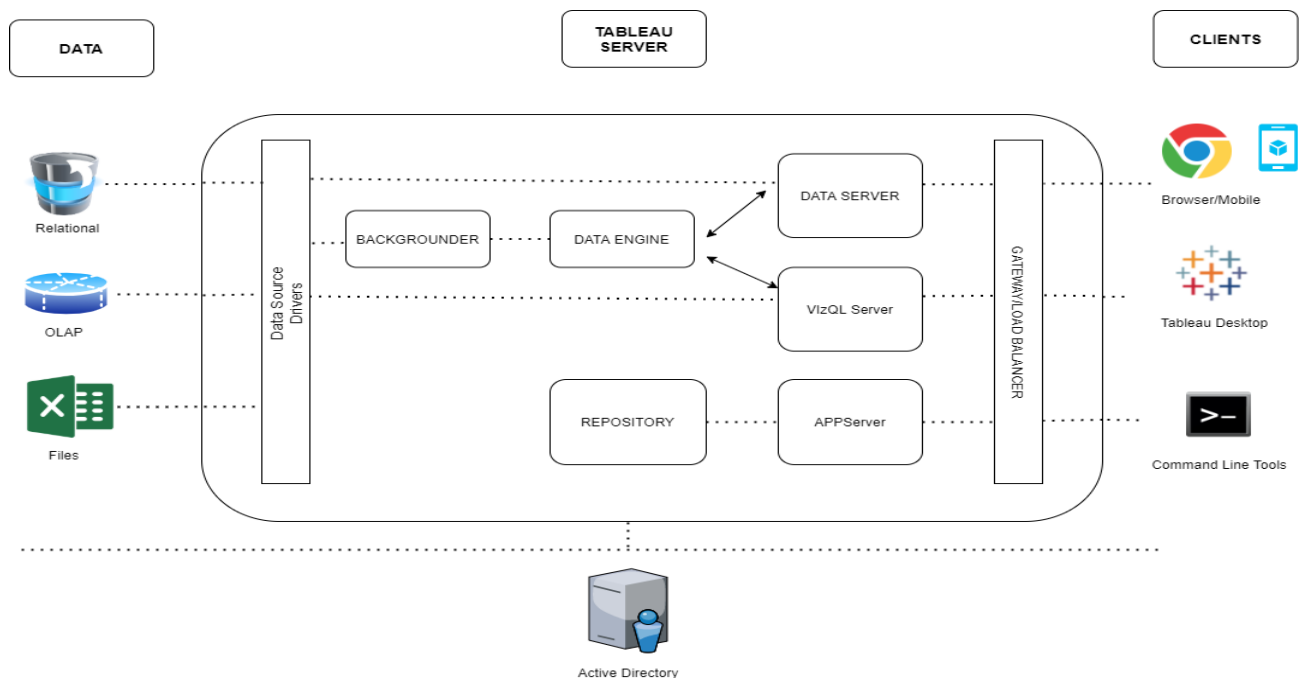 DATA
TABLEAU
SERVER
CLIENTS
Relational
OLAP
Files
Data Source
Drivers
BACKGROUNDER
DATA ENGINE
DATA SERVER
VIzQL Server
REPOSITORY
APPServer
GATEWAY/LOAD BALANCER
Browser/Mobile
Tableau Desktop
>–
Command Line Tools
Active Directory